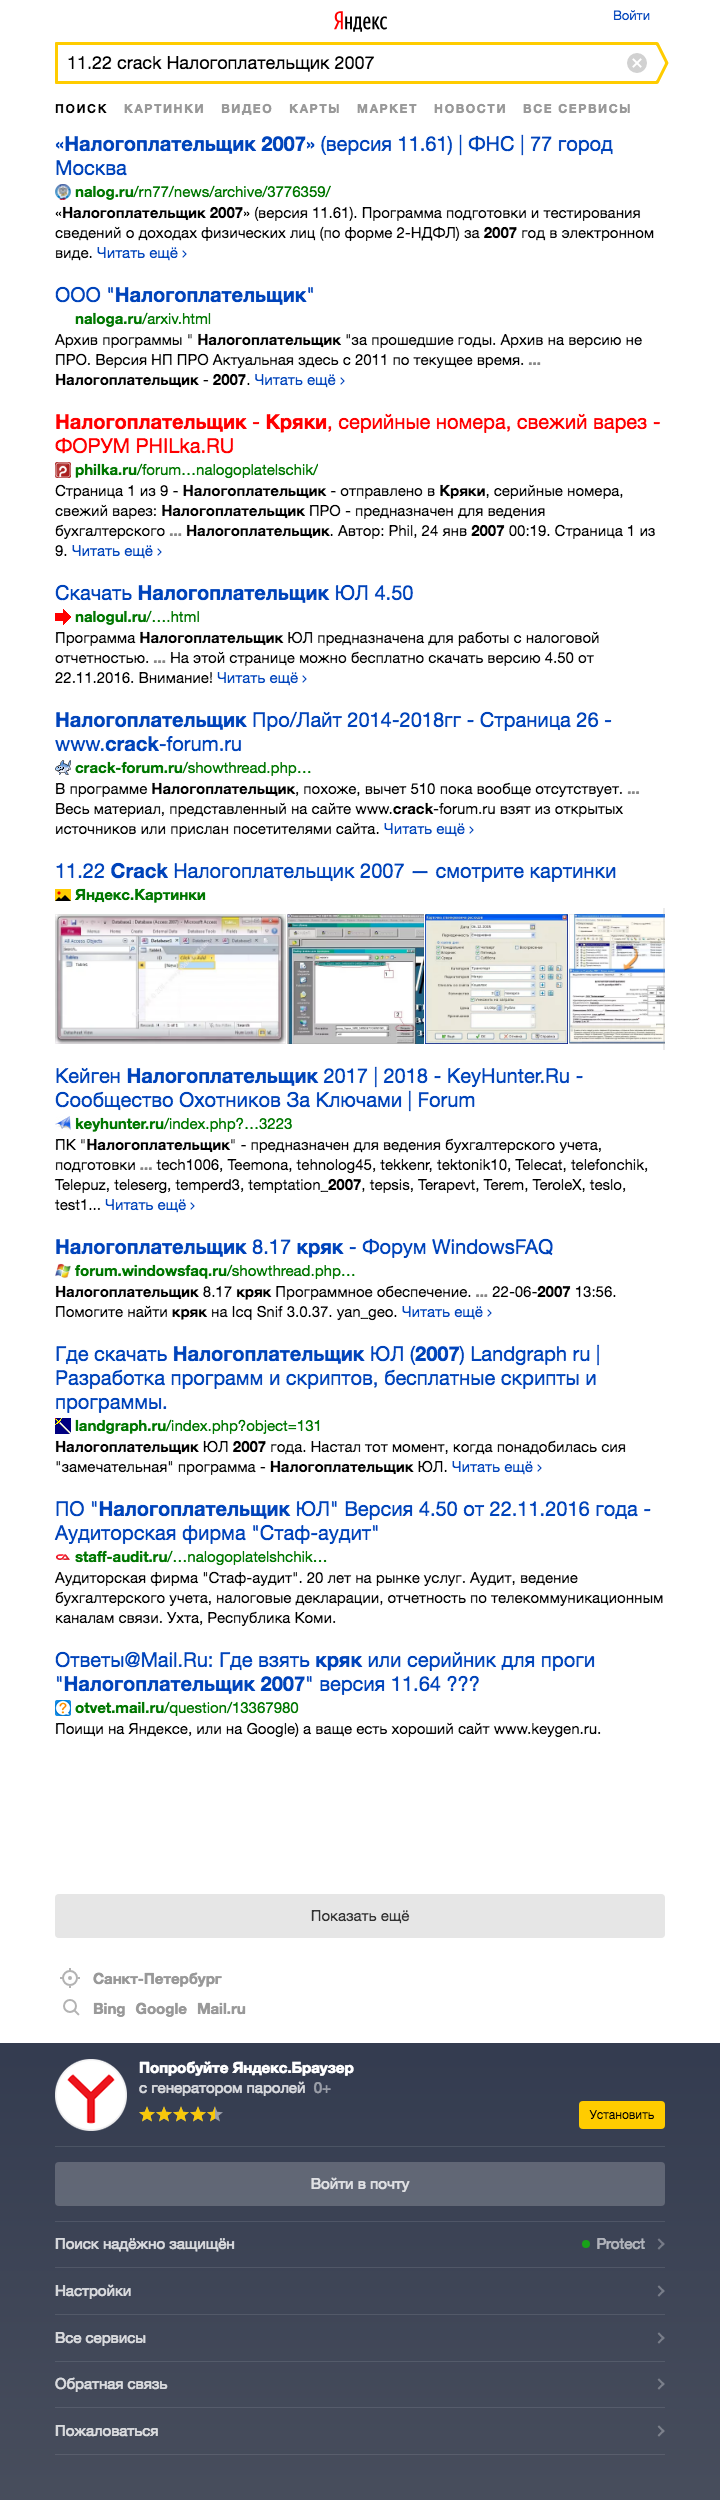 Яндекс
Войти
11.22 crack Налогоплательщик 2007
ПОИСК КАРТИНКИ ВИДЕО КАРТЫ МАРКЕТ НОВОСТИ ВСЕ СЕРВИСЫ
«Налогоплательщик 2007» (версия 11.61) | ФНС | 77 город
Москва
nalog.ru/rn77/news/archive/3776359/
«Налогоплательщик 2007» (версия 11.61). Программа подготовки и тестирования
сведений о доходах физических лиц (по форме 2-НДФЛ) за 2007 год в электронном
виде. Читать ещё ›
ООО "Налогоплательщик"
naloga.ru/arxiv.html
Архив программы " Налогоплательщик "за прошедшие годы. Архив на версию не
ПРО. Версия НП ПРО Актуальная здесь с 2011 по текущее время. ...
Налогоплательщик - 2007. Читать ещё ›
Налогоплательщик - Кряки, серийные номера, свежий варез -
ФОРУМ PHILka.RU
philka.ru/forum…nalogoplatelschik/
Страница 1 из 9 - Налогоплательщик - отправлено в Кряки, серийные номера,
свежий варез: Налогоплательщик ПРО - предназначен для ведения
бухгалтерского ... Налогоплательщик. Автор: Phil, 24 янв 2007 00:19. Страница 1 из
9. Читать ещё ›
Скачать Налогоплательщик ЮЛ 4.50
nalogul.ru/….html
Программа Налогоплательщик ЮЛ предназначена для работы с налоговой
отчетностью. ... На этой странице можно бесплатно скачать версию 4.50 от
22.11.2016. Внимание! Читать ещё ›
Налогоплательщик Про/Лайт 2014-2018гг - Страница 26 -
www.crack-forum.ru
crack-forum.ru/showthread.php…
В программе Налогоплательщик, похоже, вычет 510 пока вообще отсутствует. ...
Весь материал, представленный на сайте www.crack-forum.ru взят из открытых
источников или прислан посетителями сайта. Читать ещё ›
11.22 Crack Налогоплательщик 2007 — смотрите картинки
Яндекс.Картинки
Кейген Налогоплательщик 2017 | 2018 - KeyHunter.Ru -
Сообщество Охотников За Ключами | Forum
keyhunter.ru/index.php?…3223
ПК "Налогоплательщик" - предназначен для ведения бухгалтерского учета,
подготовки ... tech1006, Teemona, tehnolog45, tekkenr, tektonik10, Telecat, telefonchik,
Telepuz, teleserg, temperd3, temptation_2007, tepsis, Terapevt, Terem, TeroleX, teslo,
test1... Читать ещё ›
Налогоплательщик 8.17 кряк - Форум WindowsFAQ
forum.windowsfaq.ru/showthread.php…
Налогоплательщик 8.17 кряк Программное обеспечение. ... 22-06-2007 13:56.
Помогите найти кряк на Icq Snif 3.0.37. yan_geo. Читать ещё ›
Где скачать Налогоплательщик ЮЛ (2007) Landgraph ru |
Разработка программ и скриптов, бесплатные скрипты и
программы.
landgraph.ru/index.php?object=131
Налогоплательщик ЮЛ 2007 года. Настал тот момент, когда понадобилась сия
"замечательная" программа - Налогоплательщик ЮЛ. Читать ещё ›
ПО "Налогоплательщик ЮЛ" Версия 4.50 от 22.11.2016 года -
Аудиторская фирма "Стаф-аудит"
staff-audit.ru/…nalogoplatelshchik…
Аудиторская фирма "Стаф-аудит". 20 лет на рынке услуг. Аудит, ведение
бухгалтерского учета, налоговые декларации, отчетность по телекоммуникационным
каналам связи. Ухта, Республика Коми.
Ответы@Mail.Ru: Где взять кряк или серийник для проги
"Налогоплательщик 2007" версия 11.64 ???
otvet.mail.ru/question/13367980
Поищи на Яндексе, или на Google) а ваще есть хороший сайт www.keygen.ru.
Показать ещё
Санкт-Петербург
Bing Google Mail.ru
Попробуйте Яндекс.Браузер
с генератором паролей 0+
Установить
Войти в почту
Поиск надёжно защищён
Protect
Настройки
Все сервисы
Обратная связь
Пожаловаться